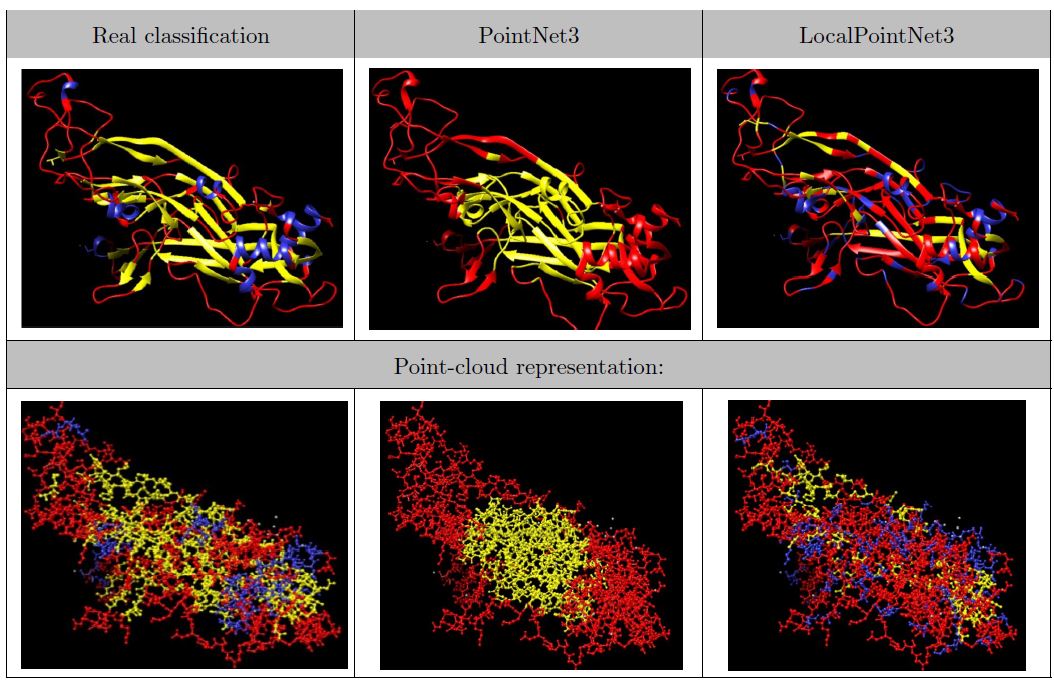 Real classification
PointNet3
LocalPointNet3
Point-cloud representation: